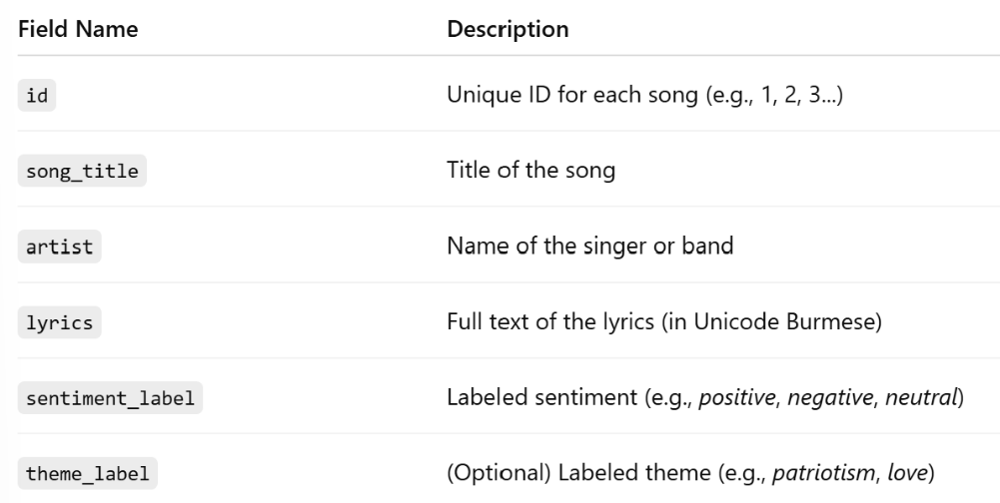 Field Name Description
id Unique ID for each song (e.g., 1, 2, 3...)
song_title Title of the song
artist Name of the singer or band
lyrics Full text of the lyrics (in Unicode Burmese)
sentiment_label Labeled sentiment (e.g., positive, negative, neutral)
theme_label (Optional) Labeled theme (e.g., patriotism, love)